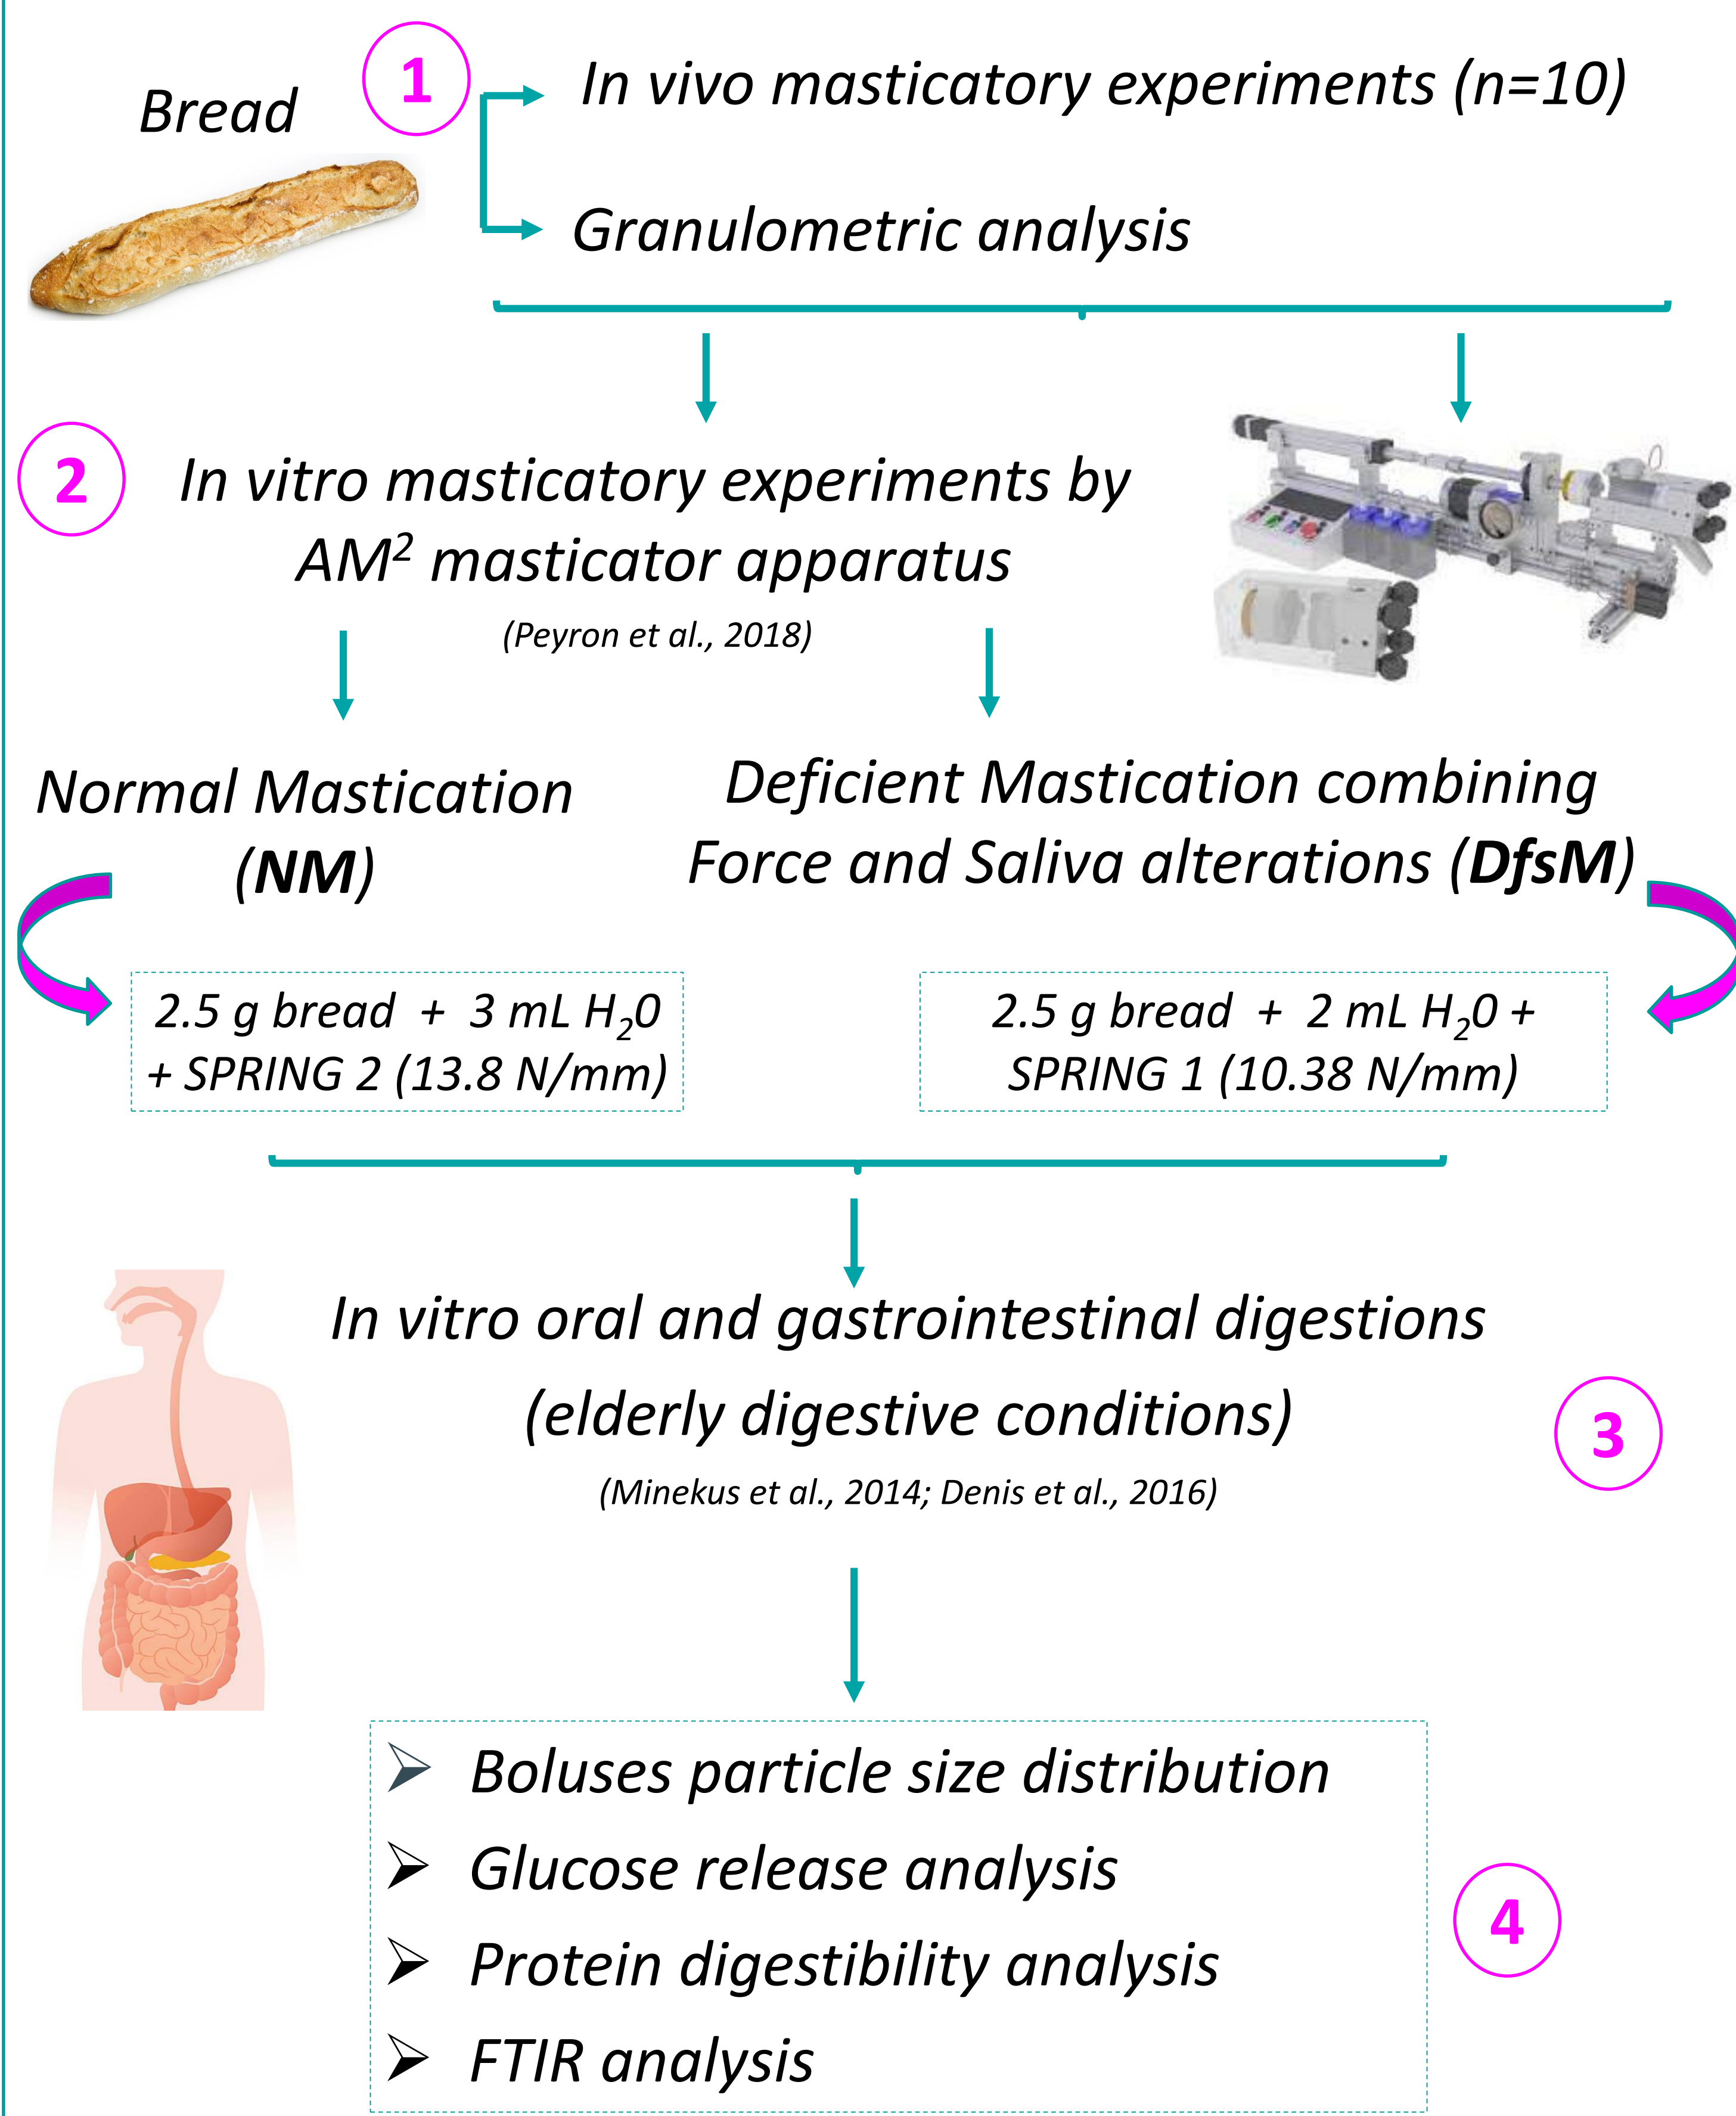 Bread
1
In vivo masticatory experiments (n=10)
Granulometric analysis
2
In vitro masticatory experiments by
AM² masticator apparatus
(Peyron et al., 2018)
Normal Mastication
(NM)
Deficient Mastication combining
Force and Saliva alterations (DfsM)
2.5 g bread + 3 mL H₂0
+ SPRING 2 (13.8 N/mm)
2.5 g bread + 2 mL H₂0 +
SPRING 1 (10.38 N/mm)
In vitro oral and gastrointestinal digestions
(elderly digestive conditions)
(Minekus et al., 2014; Denis et al., 2016)
3
Boluses particle size distribution
Glucose release analysis
Protein digestibility analysis
FTIR analysis
4